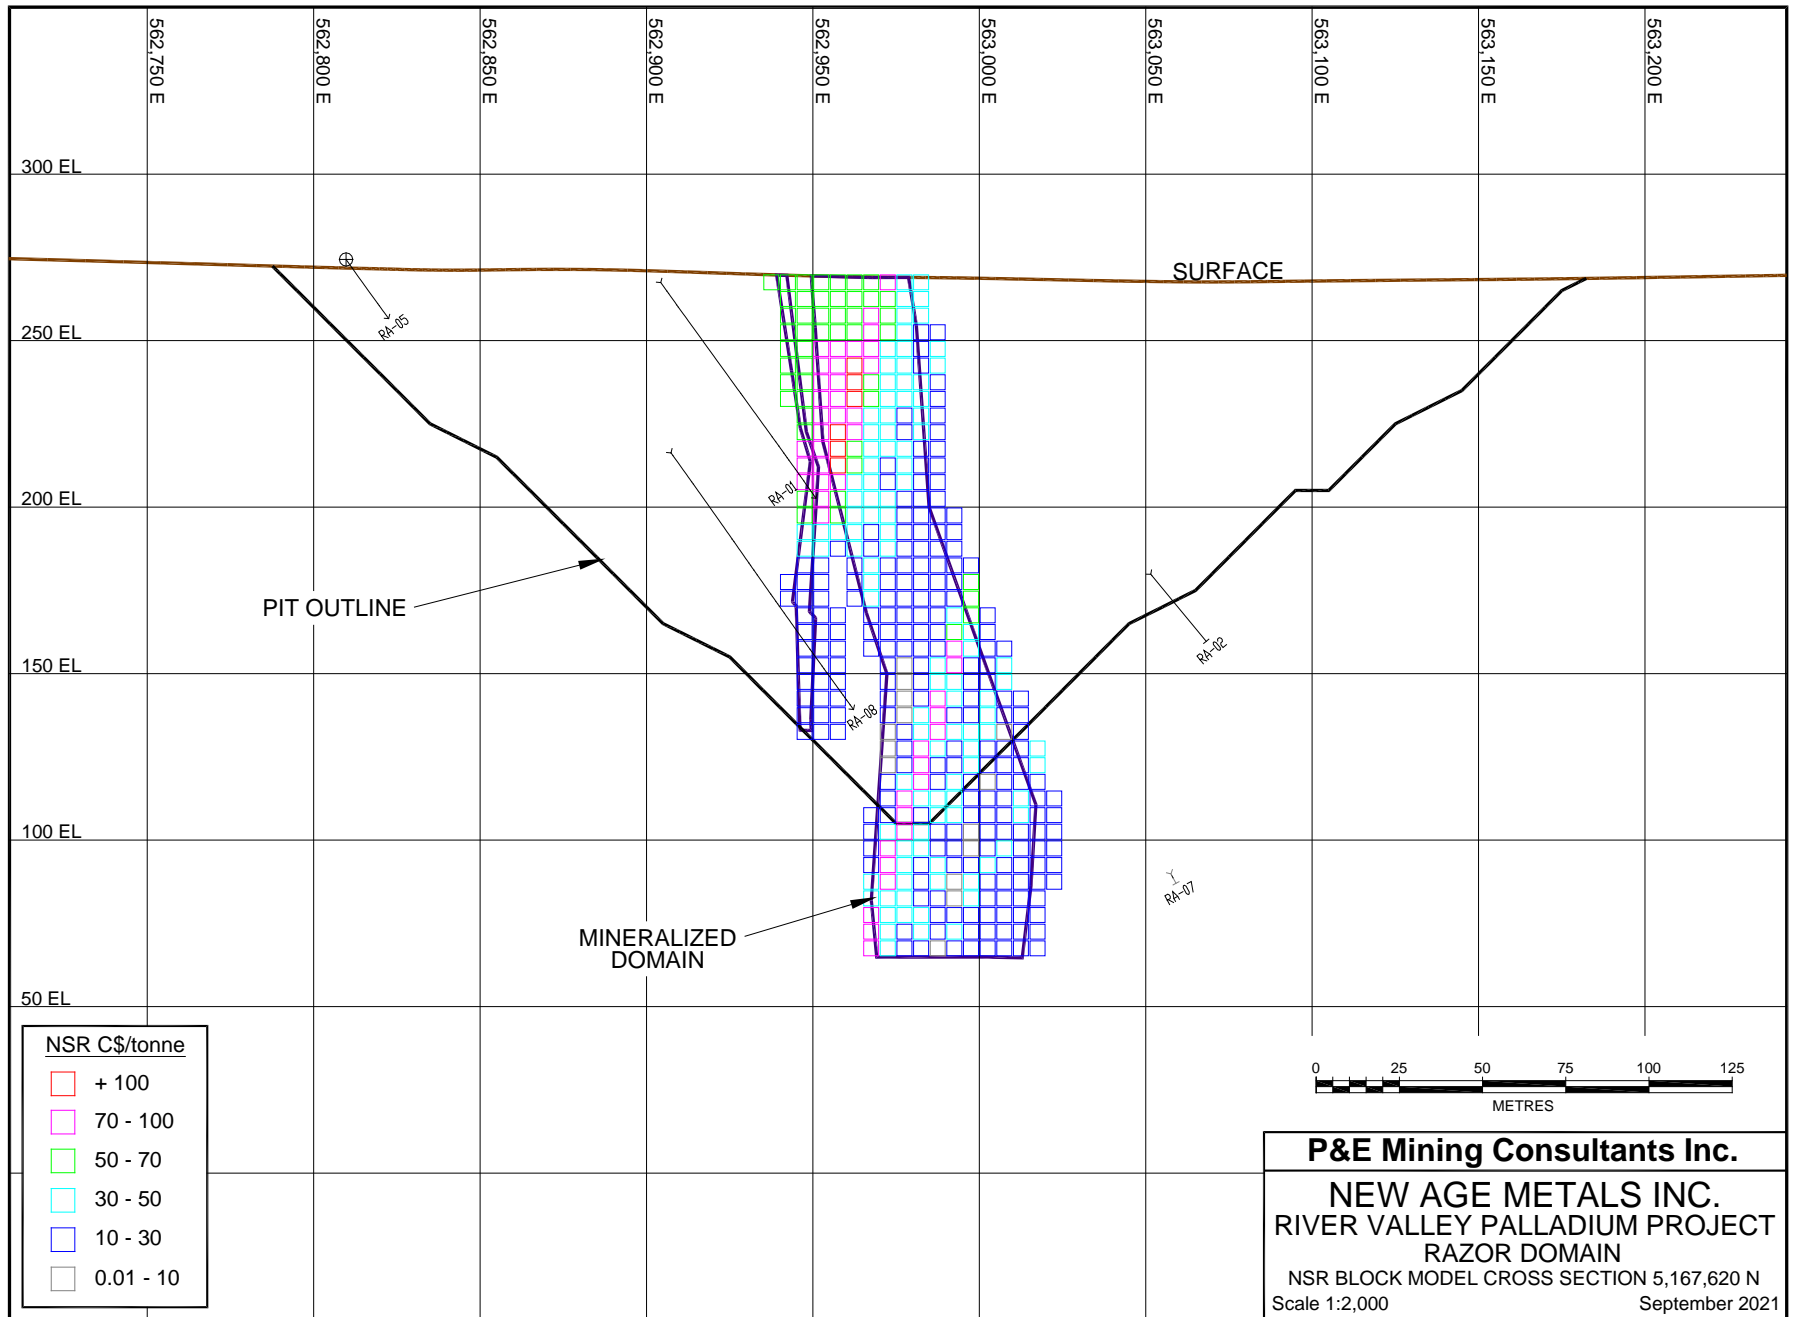 562,750 E
562,800 E
562,850 E
562,900 E
562,950 E
563,000 E
563,050 E
563,100 E
563,150 E
563,200 E
300 EL
SURFACE
RA-05
250 EL
RA-01
200 EL
PIT OUTLINE
RA-02
150 EL
RA-08
100 EL
RA-07
MINERALIZED
DOMAIN
50 EL
NSR C$/tonne
+ 100
70 - 100
50 - 70
30 - 50
10 - 30
0.01 - 10
0 25 50 75 100 125
METRES
P&E Mining Consultants Inc.
NEW AGE METALS INC.
RIVER VALLEY PALLADIUM PROJECT
RAZOR DOMAIN
NSR BLOCK MODEL CROSS SECTION 5,167,620 N
Scale 1:2,000 September 2021